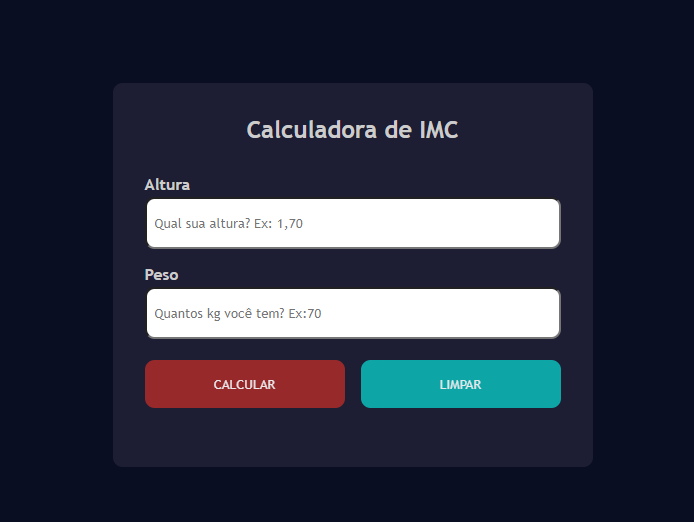 Calculadora de IMC
Altura
Qual sua altura? Ex: 1,70
Peso
Quantos kg você tem? Ex:70
CALCULAR LIMPAR